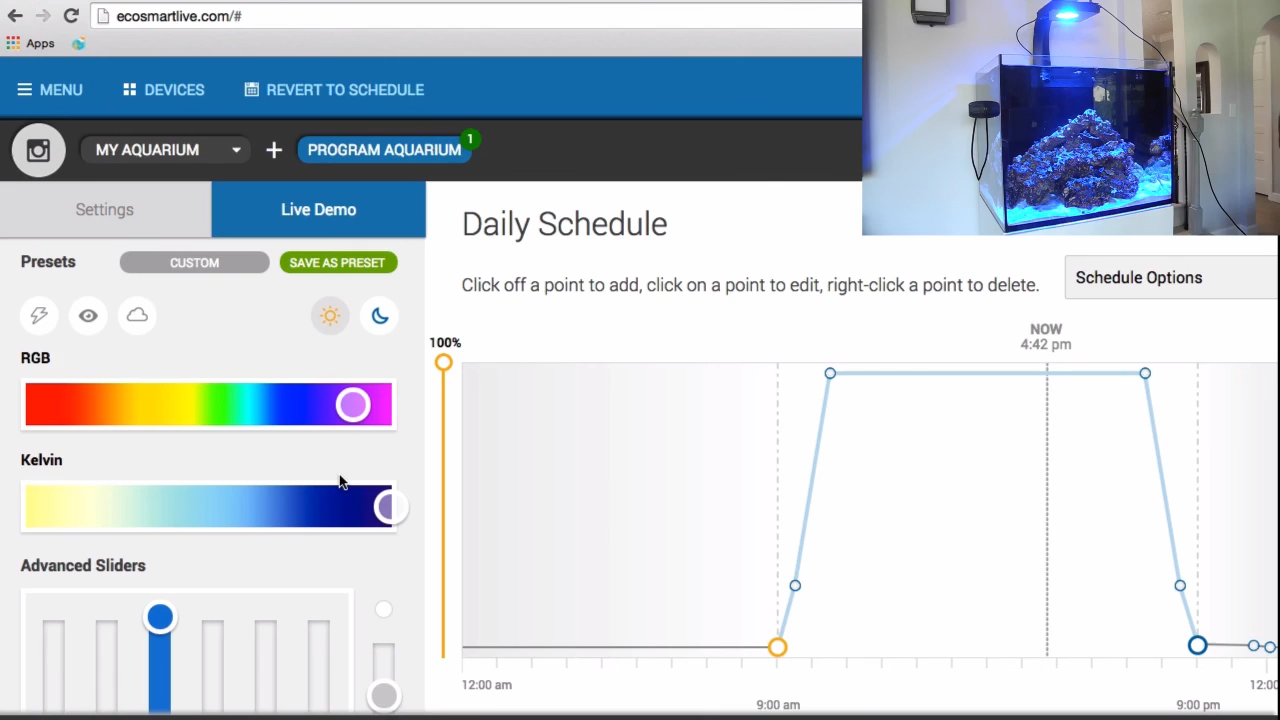 ecosmartlive.com/#
Apps
MENU
DEVICES
REVERT TO SCHEDULE
MY AQUARIUM
PROGRAM AQUARIUM
1
Settings
Live Demo
Presets
CUSTOM
SAVE AS PRESET
RGB
Kelvin
Advanced Sliders
Daily Schedule
Click off a point to add, click on a point to edit, right-click a point to delete.
Schedule Options
NOW
4:42 pm
100%
12:00 am
9:00 am
9:00 pm
12:00